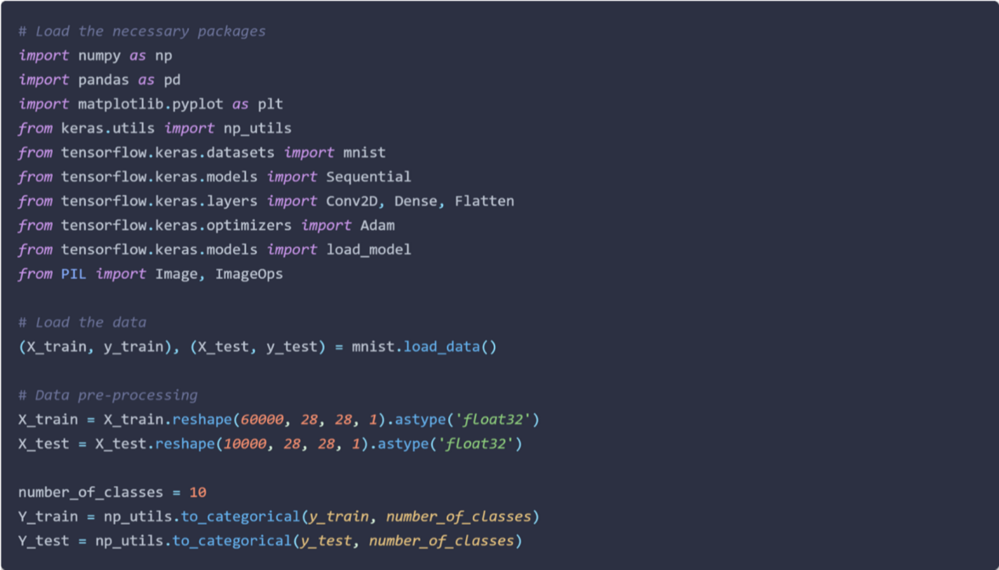 # Load the necessary packages
import numpy as np
import pandas as pd
import matplotlib.pyplot as plt
from keras.utils import np_utils
from tensorflow.keras.datasets import mnist
from tensorflow.keras.models import Sequential
from tensorflow.keras.layers import Conv2D, Dense, Flatten
from tensorflow.keras.optimizers import Adam
from tensorflow.keras.models import load_model
from PIL import Image, ImageOps
# Load the data
(X_train, y_train), (X_test, y_test) = mnist.load_data()
# Data pre-processing
X_train = X_train.reshape(60000, 28, 28, 1).astype('float32')
X_test = X_test.reshape(10000, 28, 28, 1).astype('float32')
number_of_classes = 10
Y_train = np_utils.to_categorical(y_train, number_of_classes)
Y_test = np_utils.to_categorical(y_test, number_of_classes)